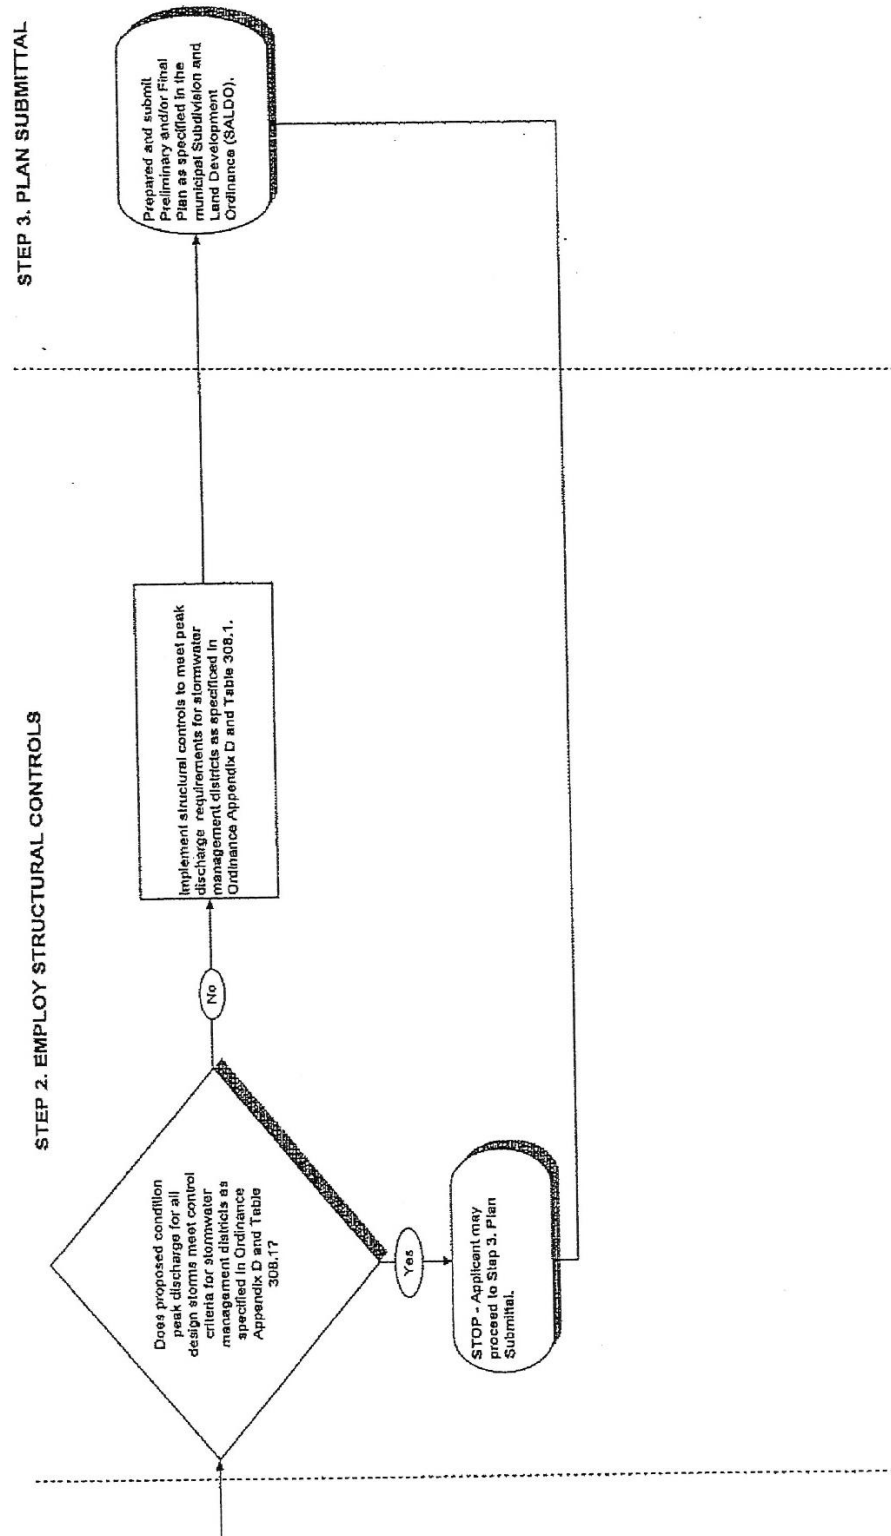 STEP 2. EMPLOY STRUCTURAL CONTROLS
Does proposed condition
peak discharge for all
design storms meet control
criteria for stormwater
management districts as
specified in Ordinance
Appendix D and Table
308.1?
No
Yes
Implement structural controls to meet peak
discharge requirements for stormwater
management districts as specificed in
Ordinance Appendix D and Table 308.1.
STOP - Applicant may
proceed to Step 3. Plan
Submittal.
STEP 3. PLAN SUBMITTAL
Prepared and submit
Preliminary and/or Final
Plan as specified in the
municipal Subdivision and
Land Development
Ordinance (SALDO).